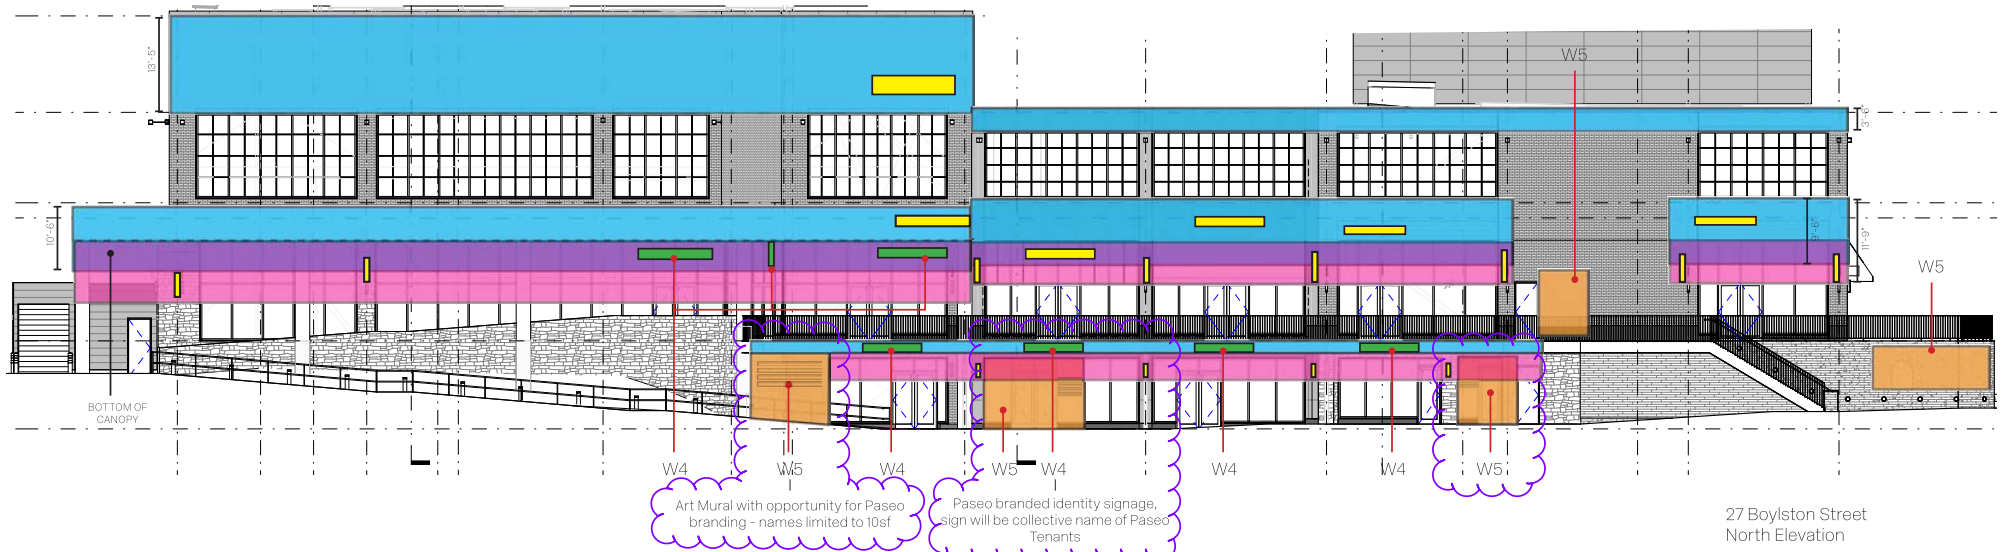 W5
13'-5"
3'-6"
10'-6"
9'-6"
11'-9"
W5
BOTTOM OF
CANOPY
W4
W5
W4
W5
W4
W4
W4
W5
Art Mural with opportunity for Paseo
branding - names limited to 10sf
Paseo branded identity signage,
sign will be collective name of Paseo
Tenants
27 Boylston Street
North Elevation